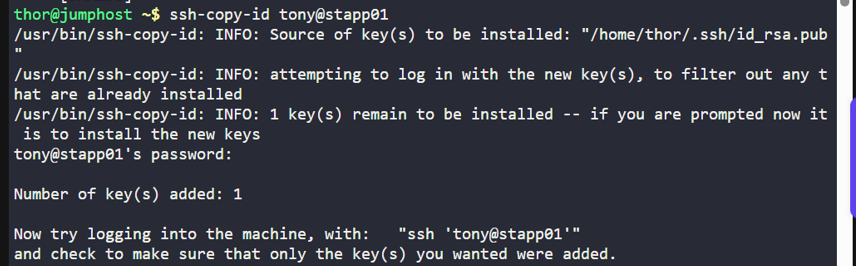 thor@jumphost ~$ ssh-copy-id tony@stapp01
/usr/bin/ssh-copy-id: INFO: Source of key(s) to be installed: "/home/thor/.ssh/id_rsa.pub
"
/usr/bin/ssh-copy-id: INFO: attempting to log in with the new key(s), to filter out any t
hat are already installed
/usr/bin/ssh-copy-id: INFO: 1 key(s) remain to be installed -- if you are prompted now it
 is to install the new keys
tony@stapp01's password:
Number of key(s) added: 1
Now try logging into the machine, with:   "ssh 'tony@stapp01'"
and check to make sure that only the key(s) you wanted were added.